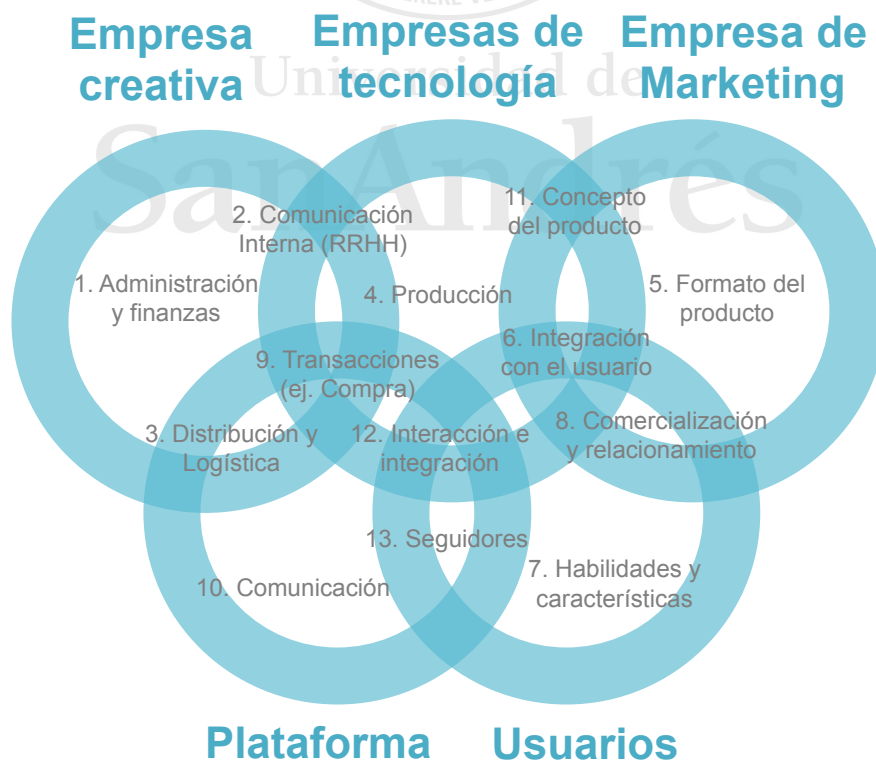 Empresa
creativa
Empresas de
tecnología
Empresa de
Marketing
Universidad de
SanAndrés
2. Comunicación
Interna (RRHH)
11. Concepto
del producto
1. Administración
y finanzas
4. Producción
5. Formato del
producto
9. Transacciones
(ej. Compra)
6. Integración
con el usuario
3. Distribución y
Logística
12. Interacción e
integración
8. Comercialización
y relacionamiento
13. Seguidores
10. Comunicación
7. Habilidades y
características
Plataforma
Usuarios